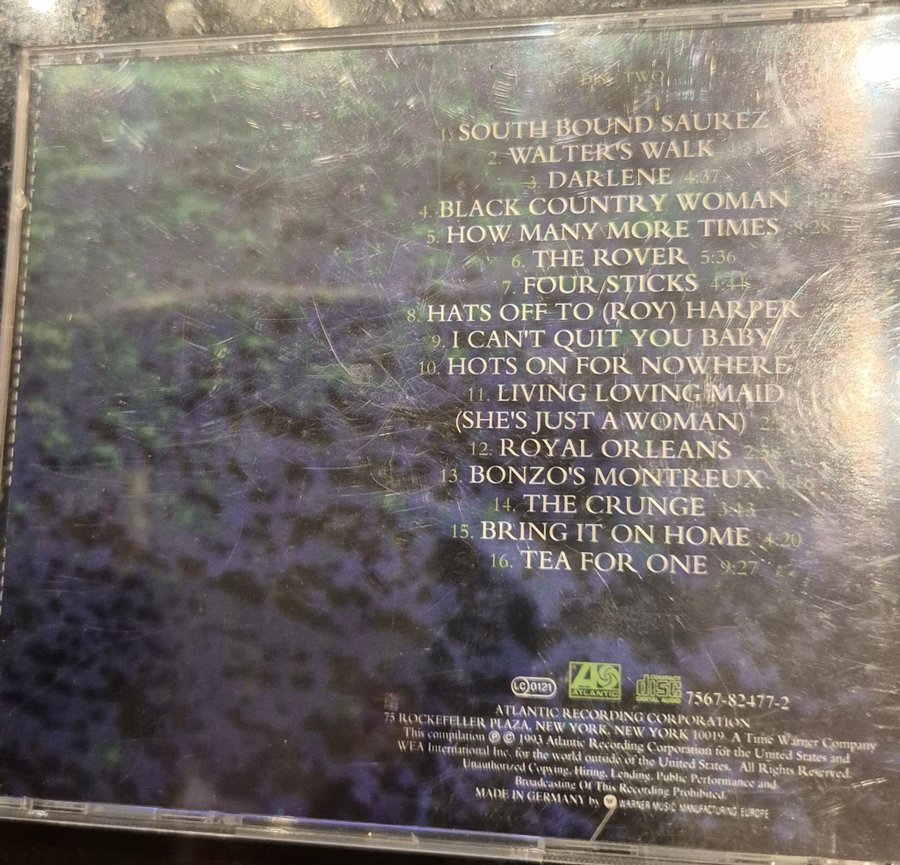 DISC TWO
1. SOUTH BOUND SAUREZ
2. WALTER'S WALK
3. DARLENE 4:37
4. BLACK COUNTRY WOMAN
5. HOW MANY MORE TIMES 8:28
6. THE ROVER 5:36
7. FOUR STICKS 4:44
8. HATS OFF TO (ROY) HARPER
9. I CAN'T QUIT YOU BABY
10. HOTS ON FOR NOWHERE
11. LIVING LOVING MAID
(SHE'S JUST A WOMAN)
12. ROYAL ORLEANS 2:58
13. BONZO'S MONTREUX 4:18
14. THE CRUNGE 3:13
15. BRING IT ON HOME 4:20
16. TEA FOR ONE 9:27
LC 0121 ATLANTIC COMPACT disc DIGITAL AUDIO 7567-82477-2
ATLANTIC RECORDING CORPORATION
75 ROCKEFELLER PLAZA, NEW YORK, NEW YORK 10019. A Time Warner Company
This compilation ℗ © 1993 Atlantic Recording Corporation for the United States and
WEA International Inc. for the world outside of the United States. All Rights Reserved.
Unauthorized Copying, Hiring, Lending, Public Performance and
Broadcasting Of This Recording Prohibited.
MADE IN GERMANY by WARNER MUSIC MANUFACTURING EUROPE